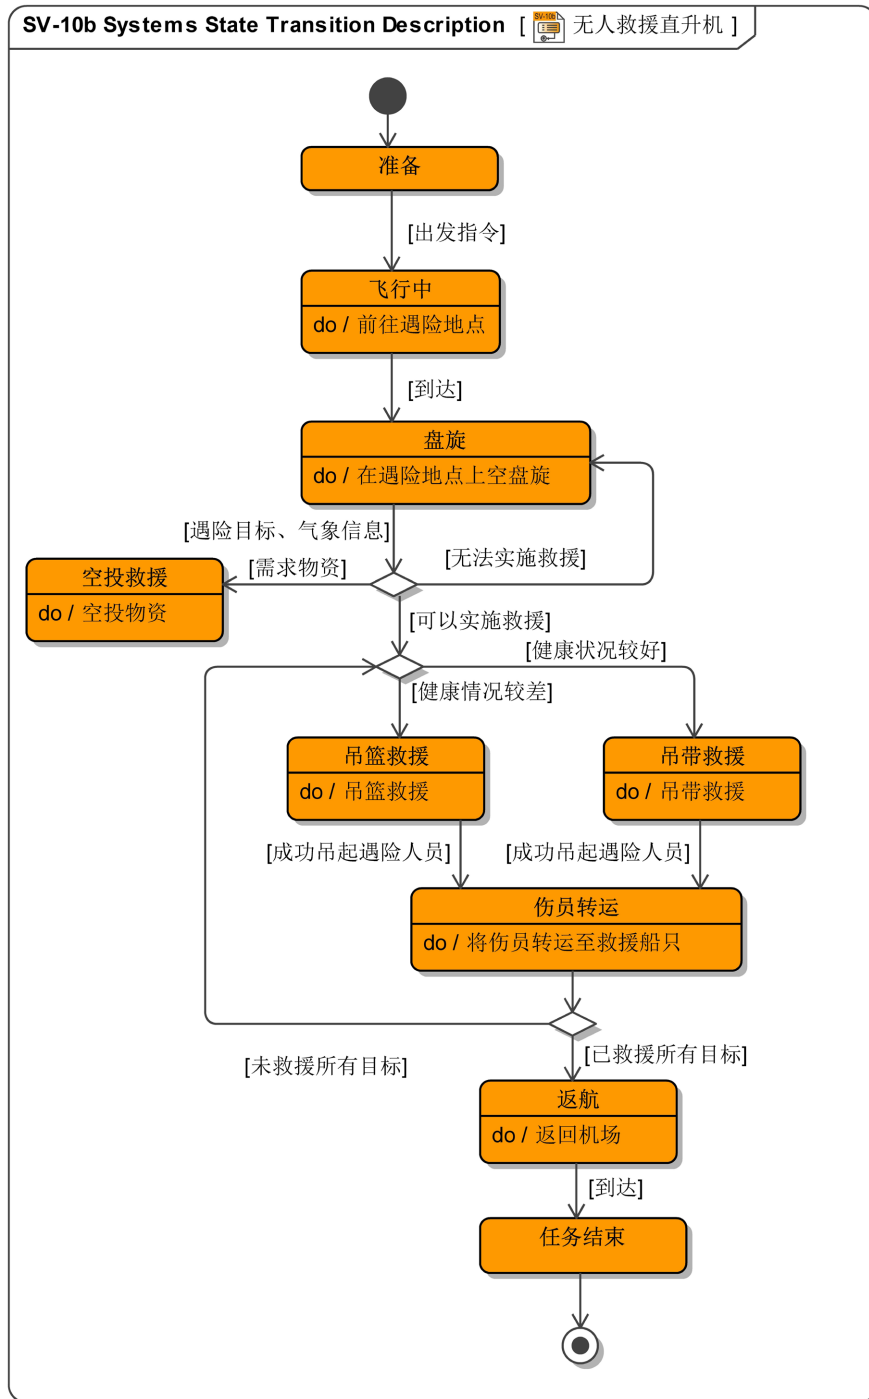 SV-10b Systems State Transition Description [ SV-10b 无人救援直升机 ]
准备
[出发指令]
飞行中
do / 前往遇险地点
[到达]
盘旋
do / 在遇险地点上空盘旋
[遇险目标、气象信息]
[无法实施救援]
[需求物资]
空投救援
do / 空投物资
[可以实施救援]
[健康状况较好]
[健康情况较差]
吊篮救援
do / 吊篮救援
吊带救援
do / 吊带救援
[成功吊起遇险人员]
[成功吊起遇险人员]
伤员转运
do / 将伤员转运至救援船只
[未救援所有目标]
[已救援所有目标]
返航
do / 返回机场
[到达]
任务结束